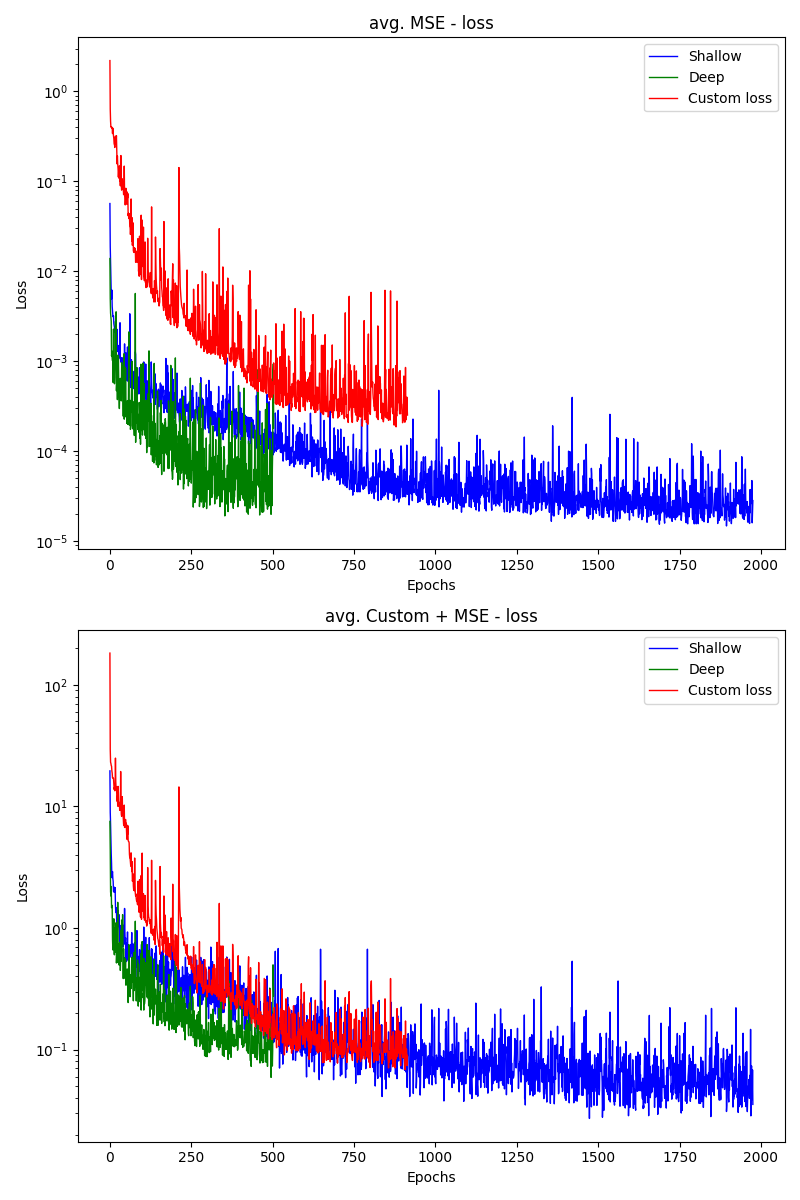 avg. MSE - loss
Shallow
Deep
Custom loss
10⁰
10⁻¹
10⁻²
10⁻³
10⁻⁴
10⁻⁵
Loss
0 250 500 750 1000 1250 1500 1750 2000
Epochs
avg. Custom + MSE - loss
Shallow
Deep
Custom loss
10²
10¹
10⁰
10⁻¹
Loss
0 250 500 750 1000 1250 1500 1750 2000
Epochs